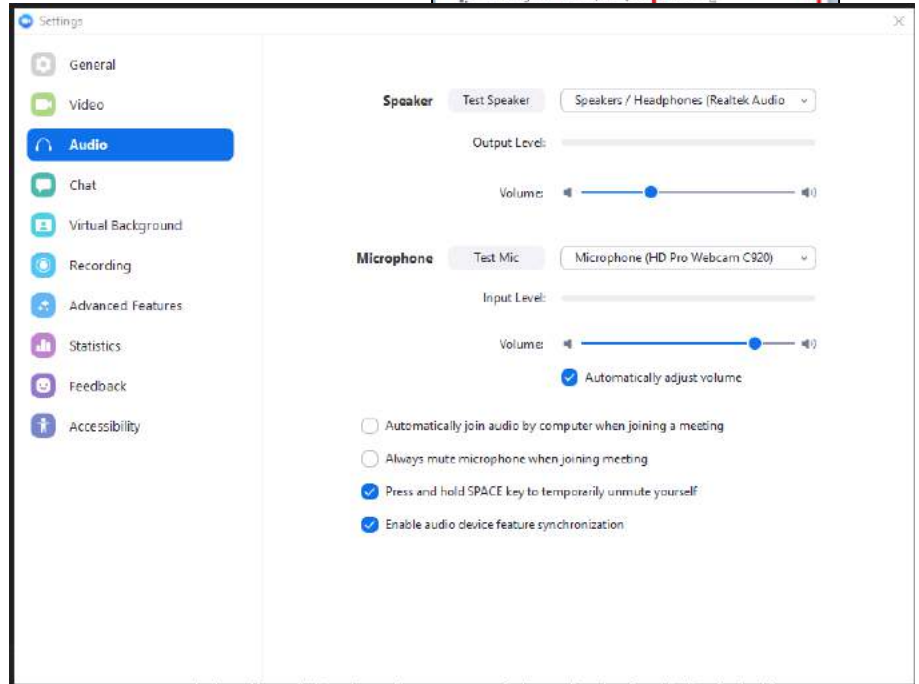 Settings
General
Video
Audio
Chat
Virtual Background
Recording
Advanced Features
Statistics
Feedback
Accessibility
Speaker
Test Speaker
Speakers / Headphones (Realtek Audio
Output Level:
Volume:
Microphone
Test Mic
Microphone (HD Pro Webcam C920)
Input Level:
Volume:
Automatically adjust volume
Automatically join audio by computer when joining a meeting
Always mute microphone when joining meeting
Press and hold SPACE key to temporarily unmute yourself
Enable audio device feature synchronization